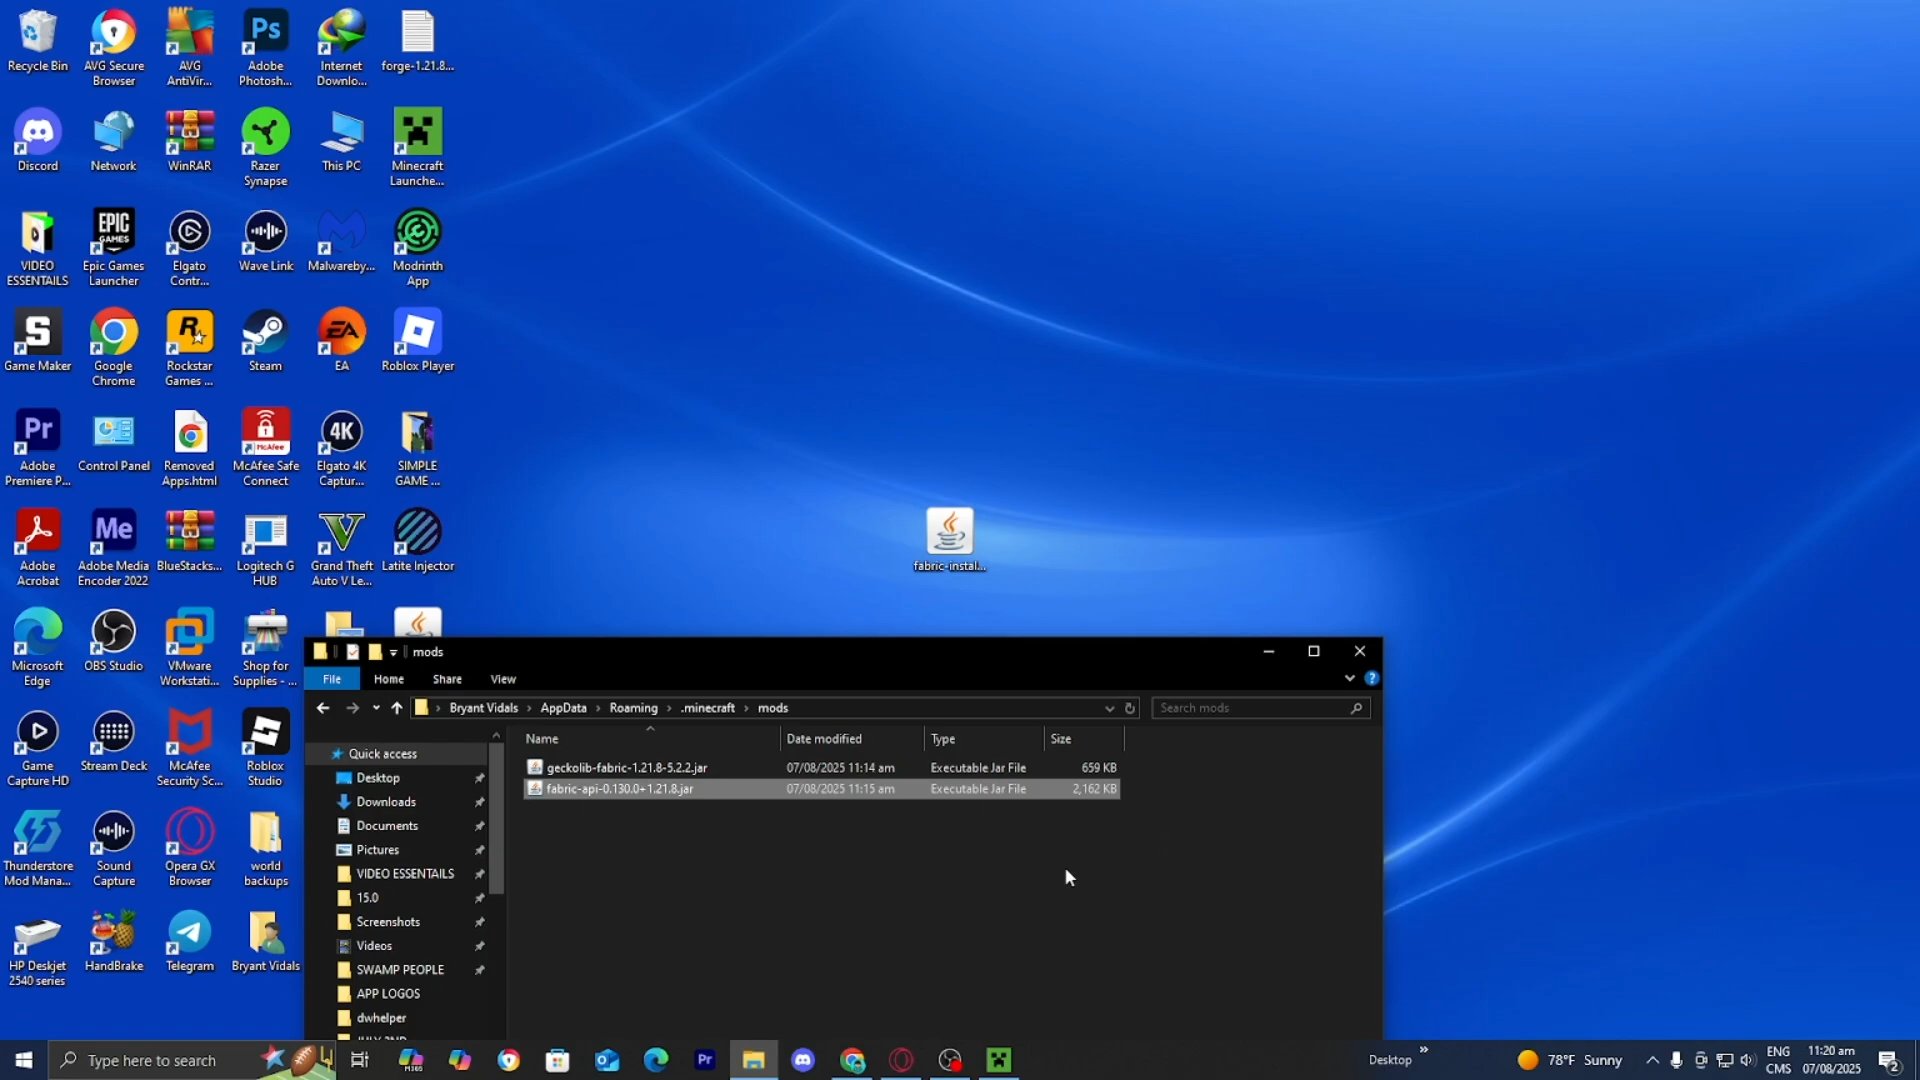 Recycle Bin
AVG Secure
Browser
AVG
AntiVir...
Adobe
Photosh...
Internet
Downlo...
forge-1.21.8...
Discord
Network
WinRAR
Razer
Synapse
This PC
Minecraft
Launche...
VIDEO
ESSENTAILS
Epic Games
Launcher
Elgato
Contr...
Wave Link
Malwareby...
Modrinth
App
Game Maker
Google
Chrome
Rockstar
Games ...
Steam
EA
Roblox Player
Adobe
Premiere P...
Control Panel
Removed
Apps.html
McAfee Safe
Connect
Elgato 4K
Captur...
SIMPLE
GAME ...
Adobe
Acrobat
Adobe Media
Encoder 2022
BlueStacks...
Logitech G
HUB
Grand Theft
Auto V Le...
Latite Injector
fabric-instal...
Microsoft
Edge
OBS Studio
VMware
Workstati...
Shop for
Supplies - ...
Game
Capture HD
Stream Deck
McAfee
Security Sc...
Roblox
Studio
Thunderstore
Mod Mana...
Sound
Capture
Opera GX
Browser
world
backups
HP Deskjet
2540 series
HandBrake
Telegram
Bryant Vidals
mods
File Home Share View
Bryant Vidals > AppData > Roaming > .minecraft > mods
Search mods
Name Date modified Type Size
geckolib-fabric-1.21.8-5.2.2.jar 07/08/2025 11:14 am Executable Jar File 659 KB
fabric-api-0.130.0+1.21.8.jar 07/08/2025 11:15 am Executable Jar File 2,162 KB
Quick access
Desktop
Downloads
Documents
Pictures
VIDEO ESSENTAILS
15.0
Screenshots
Videos
SWAMP PEOPLE
APP LOGOS
dwhelper
Type here to search
Desktop
78°F Sunny
ENG
CMS
11:20 am
07/08/2025
2